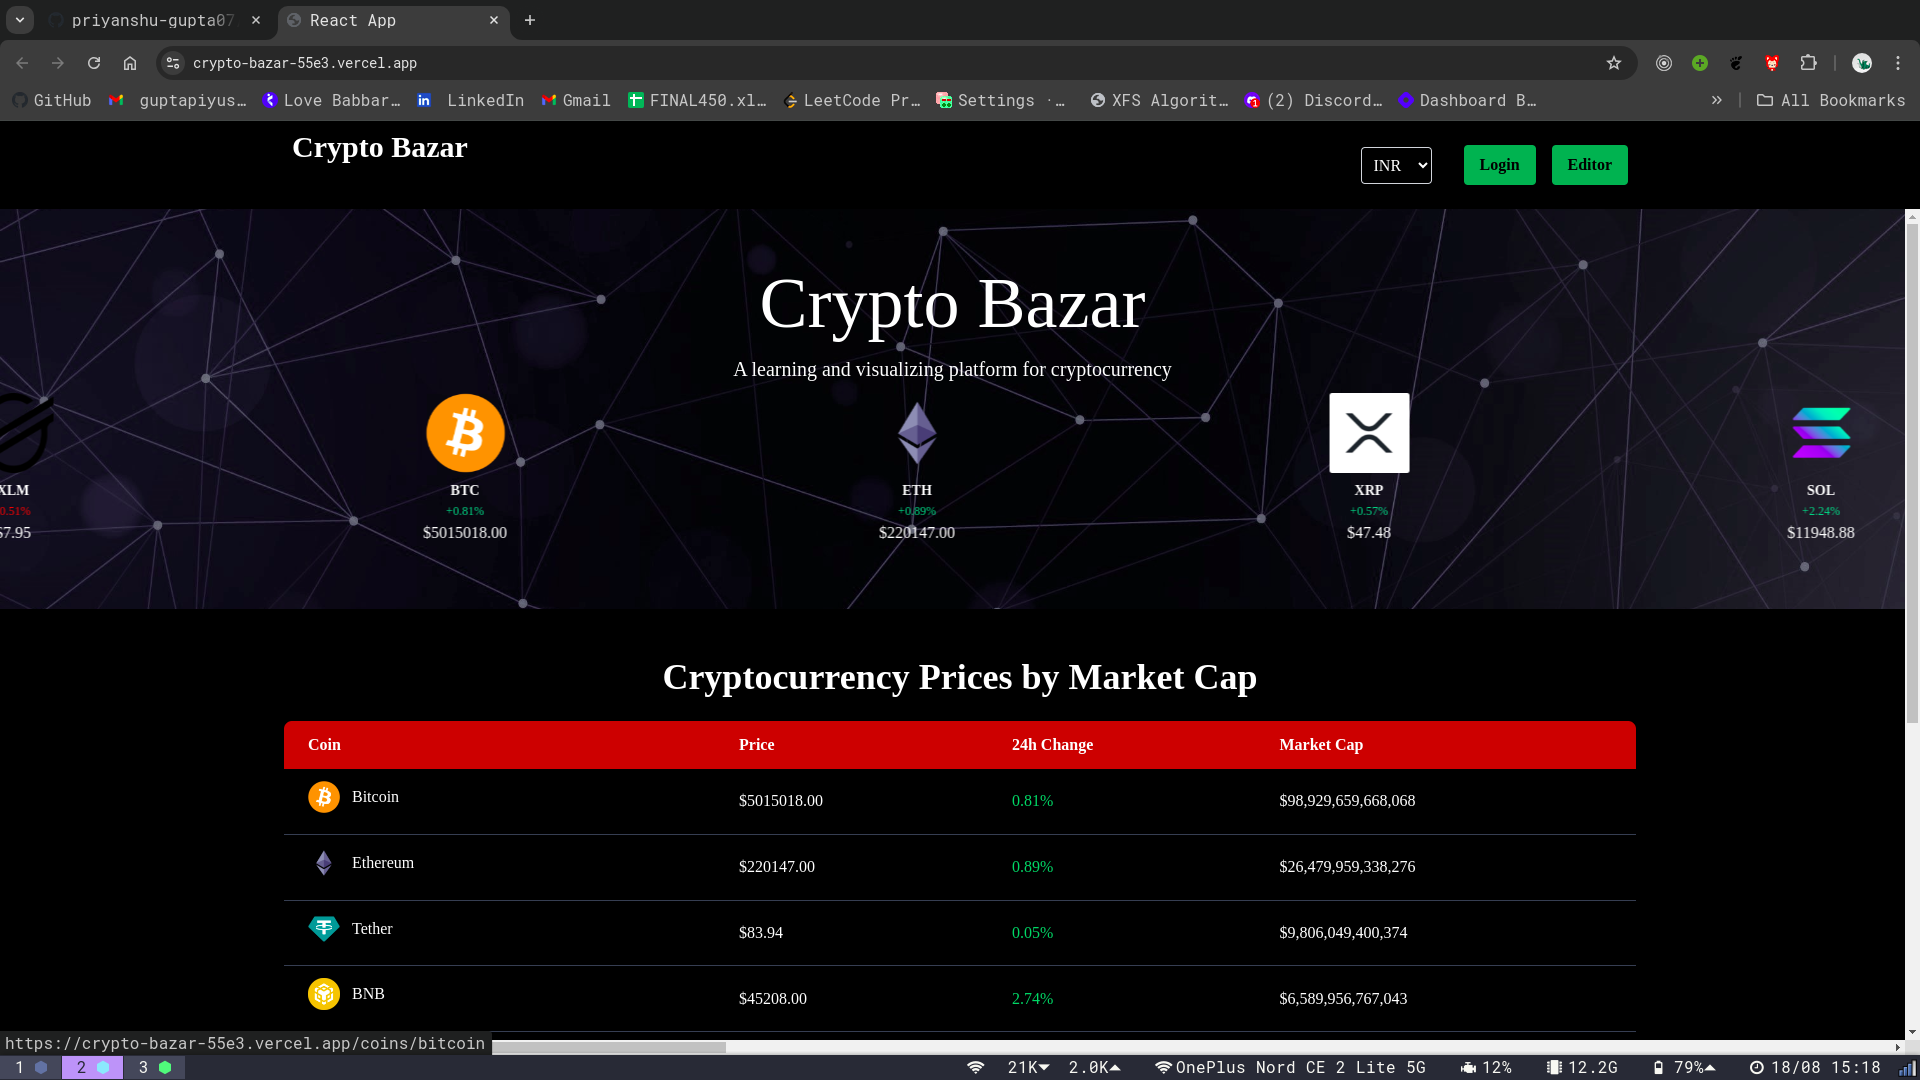 priyanshu-gupta07
React App
crypto-bazar-55e3.vercel.app
GitHub
guptapiyus…
Love Babbar…
LinkedIn
Gmail
FINAL450.xl…
LeetCode Pr…
Settings ·…
XFS Algorit…
(2) Discord…
Dashboard B…
All Bookmarks
Crypto Bazar
INR
Login
Editor
Crypto Bazar
A learning and visualizing platform for cryptocurrency
XLM
0.51%
$7.95
BTC
+0.81%
$5015018.00
ETH
+0.89%
$220147.00
XRP
+0.57%
$47.48
SOL
+2.24%
$11948.88
Cryptocurrency Prices by Market Cap
Coin Price 24h Change Market Cap
Bitcoin $5015018.00 0.81% $98,929,659,668,068
Ethereum $220147.00 0.89% $26,479,959,338,276
Tether $83.94 0.05% $9,806,049,400,374
BNB $45208.00 2.74% $6,589,956,767,043
https://crypto-bazar-55e3.vercel.app/coins/bitcoin
1 2 3 21K 2.0K OnePlus Nord CE 2 Lite 5G 12% 12.2G 79% 18/08 15:18